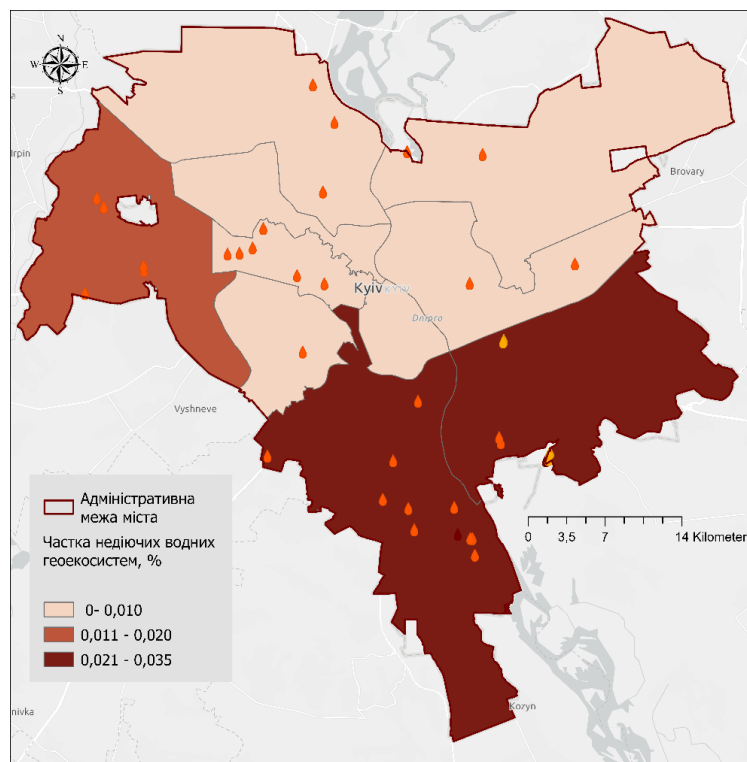 N
W E
S
Irpin
Brovary
Kyiv
Dnipro
Vyshneve
Адміністративна
межа міста
Частка недіючих водних
геоекосистем, %
0- 0,010
0,011 - 0,020
0,021 - 0,035
0 3,5 7 14 Kilometer
Kozyn
nivka